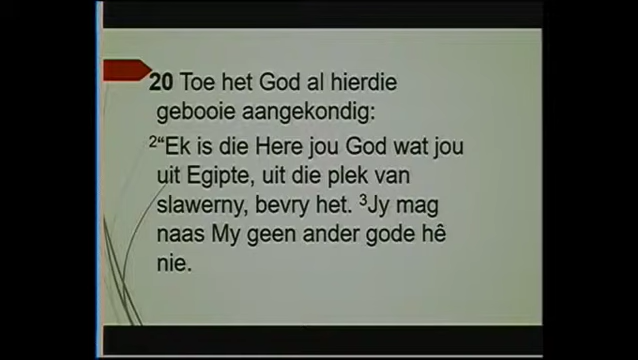 20 Toe het God al hierdie
gebooie aangekondig:
2“Ek is die Here jou God wat jou
uit Egipte, uit die plek van
slawerny, bevry het. 3Jy mag
naas My geen ander gode hê
nie.